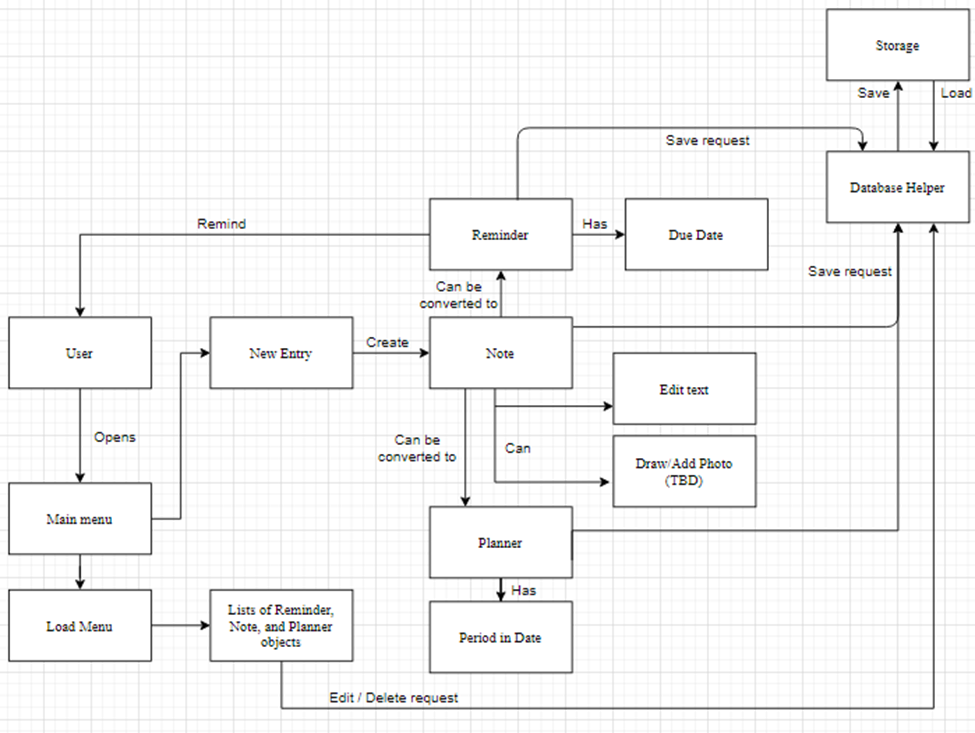 Storage
Save
Load
Save request
Database Helper
Remind
Reminder
Has
Due Date
Save request
Can be
converted to
User
New Entry
Create
Note
Edit text
Opens
Can be
converted to
Can
Draw/Add Photo
(TBD)
Main menu
Planner
Has
Load Menu
Lists of Reminder,
Note, and Planner
objects
Period in Date
Edit / Delete request